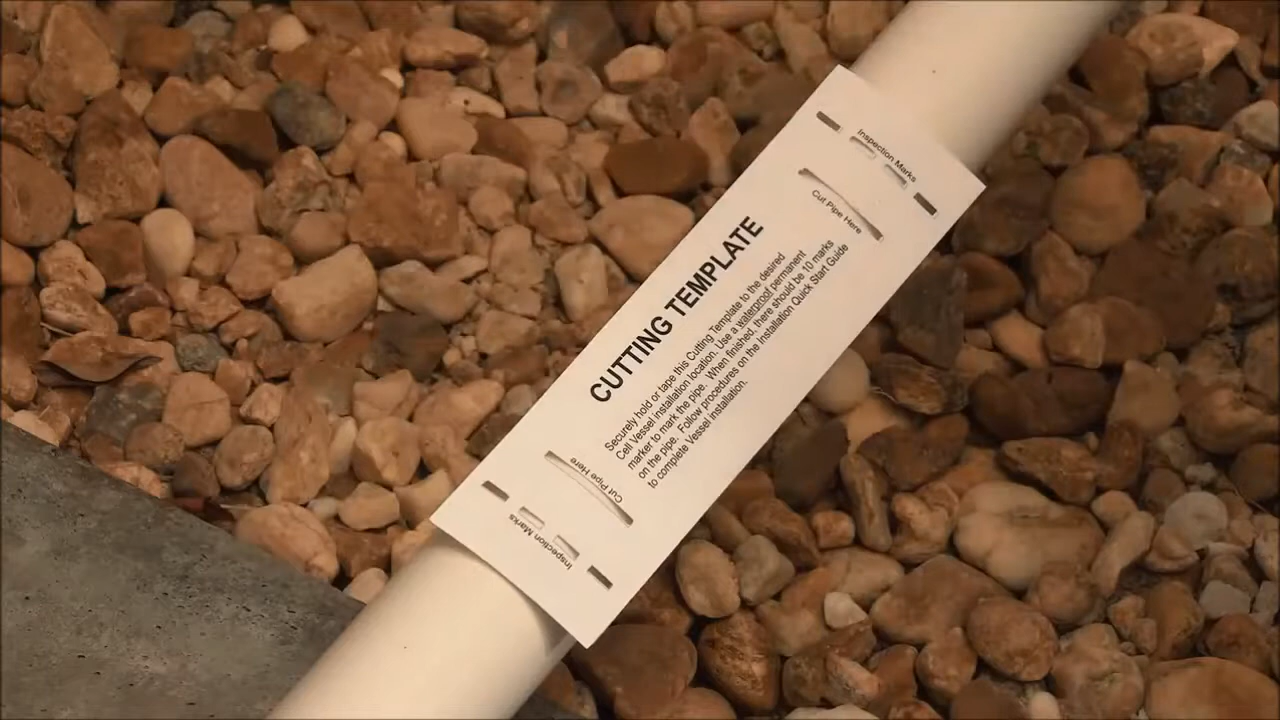 Inspection Marks
Cut Pipe Here
CUTTING TEMPLATE
Securely hold or tape this Cutting Template to the desired
Cell Vessel installation location. Use a waterproof permanent
marker to mark the pipe. When finished, there should be 10 marks
on the pipe. Follow procedures on the Installation Quick Start Guide
to complete Vessel installation.
Cut Pipe Here
Inspection Marks